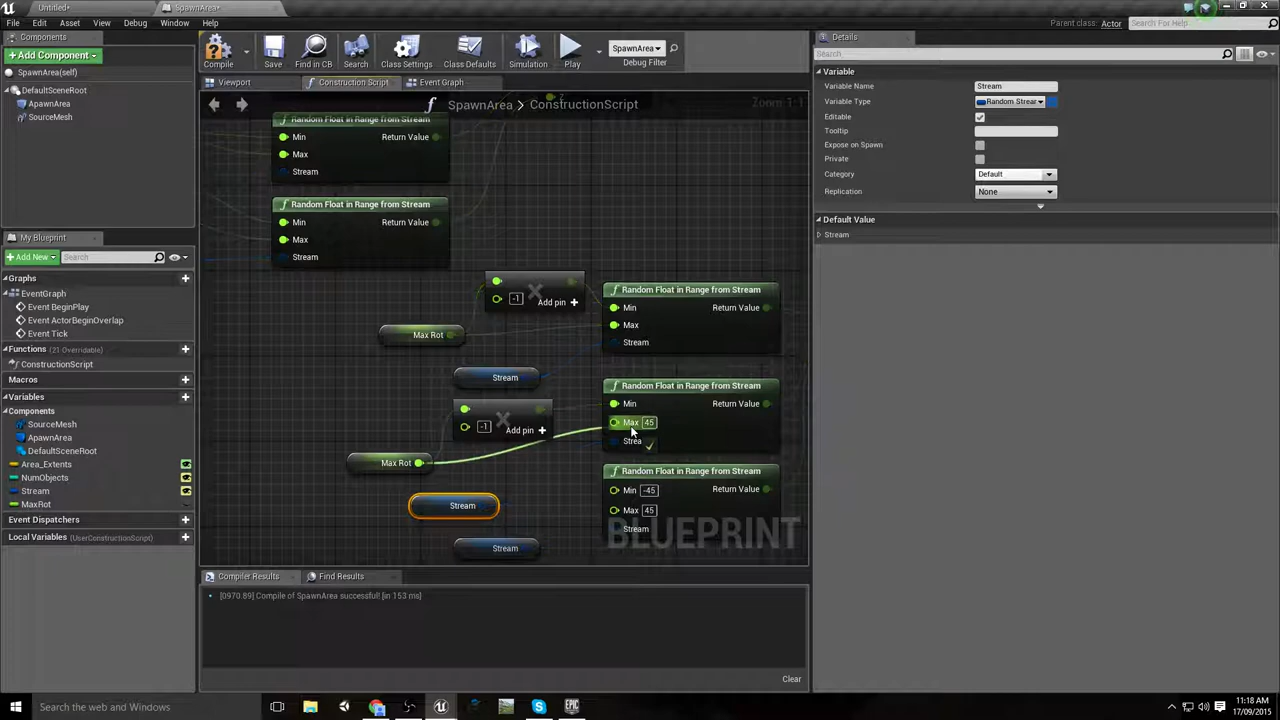 Untitled*
SpawnArea*
File Edit Asset View Debug Window Help
Parent class: Actor
Search For Help
Components
+ Add Component
SpawnArea(self)
DefaultSceneRoot
SpawnArea
SourceMesh
Compile
Save
Find in CB
Search
Class Settings
Class Defaults
Simulation
Play
SpawnArea
Debug Filter
Viewport
Construction Script
Event Graph
SpawnArea > ConstructionScript
Zoom 1:1
Random Float in Range from Stream
Min
Return Value
Max
Stream
Random Float in Range from Stream
Min
Return Value
Max
Stream
-1
Add pin +
Max Rot
Random Float in Range from Stream
Min
Return Value
Max
Stream
Stream
-1
Add pin +
Max Rot
Random Float in Range from Stream
Min
Return Value
Max 45
Strea
Stream
Random Float in Range from Stream
Min -45
Return Value
Max 45
Stream
Stream
BLUEPRINT
My Blueprint
+ Add New
Search
Graphs
EventGraph
Event BeginPlay
Event ActorBeginOverlap
Event Tick
Functions (21 Overridable)
ConstructionScript
Macros
Variables
Components
SourceMesh
SpawnArea
DefaultSceneRoot
Area_Extents
NumObjects
Stream
MaxRot
Event Dispatchers
Local Variables (UserConstructionScript)
Compiler Results
Find Results
[0970.89] Compile of SpawnArea successful! [in 153 ms]
Clear
Details
Search
Variable
Variable Name Stream
Variable Type Random Strear
Editable
Tooltip
Expose on Spawn
Private
Category Default
Replication None
Default Value
Stream
Search the web and Windows
11:18 AM
17/09/2015